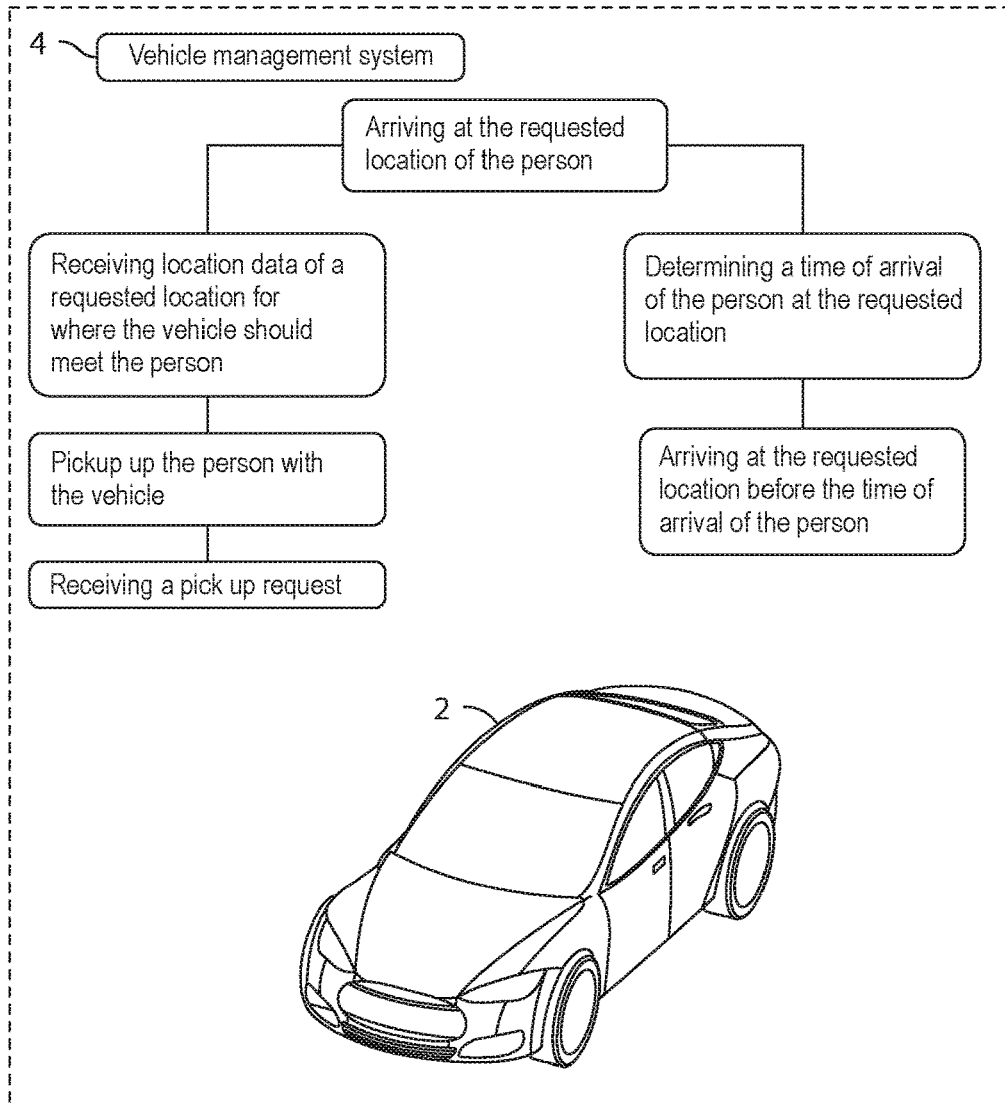 4
Vehicle management system
Arriving at the requested
location of the person
Receiving location data of a
requested location for
where the vehicle should
meet the person
Pickup up the person with
the vehicle
Receiving a pick up request
Determining a time of arrival
of the person at the requested
location
Arriving at the requested
location before the time of
arrival of the person
2